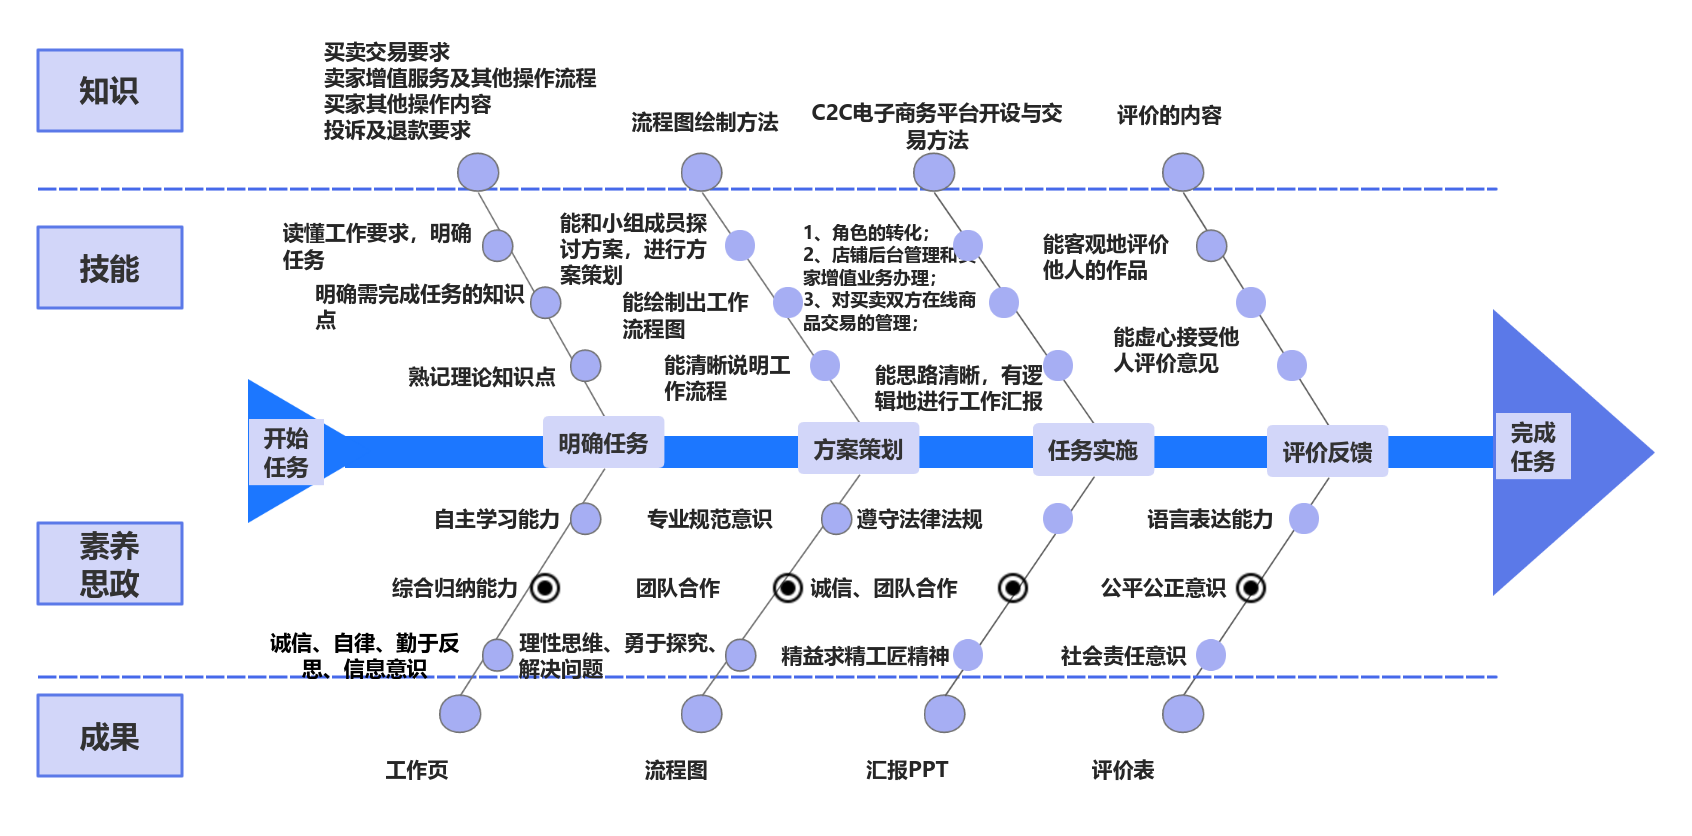 知识
买卖交易要求
卖家增值服务及其他操作流程
买家其他操作内容
投诉及退款要求
流程图绘制方法
C2C电子商务平台开设与交
易方法
评价的内容
技能
读懂工作要求，明确
任务
明确需完成任务的知识
点
熟记理论知识点
能和小组成员探
讨方案，进行方
案策划
能绘制出工作
流程图
能清晰说明工
作流程
1、角色的转化；
2、店铺后台管理和
家增值业务办理；
3、对买卖双方在线商
品交易的管理；
能思路清晰，有逻
辑地进行工作汇报
能客观地评价
他人的作品
能虚心接受他
人评价意见
开始
任务
明确任务
方案策划
任务实施
评价反馈
完成
任务
素养
思政
自主学习能力
综合归纳能力
诚信、自律、勤于反
思、信息意识
专业规范意识
团队合作
理性思维、勇于探究、
解决问题
遵守法律法规
诚信、团队合作
精益求精工匠精神
语言表达能力
公平公正意识
社会责任意识
成果
工作页
流程图
汇报PPT
评价表